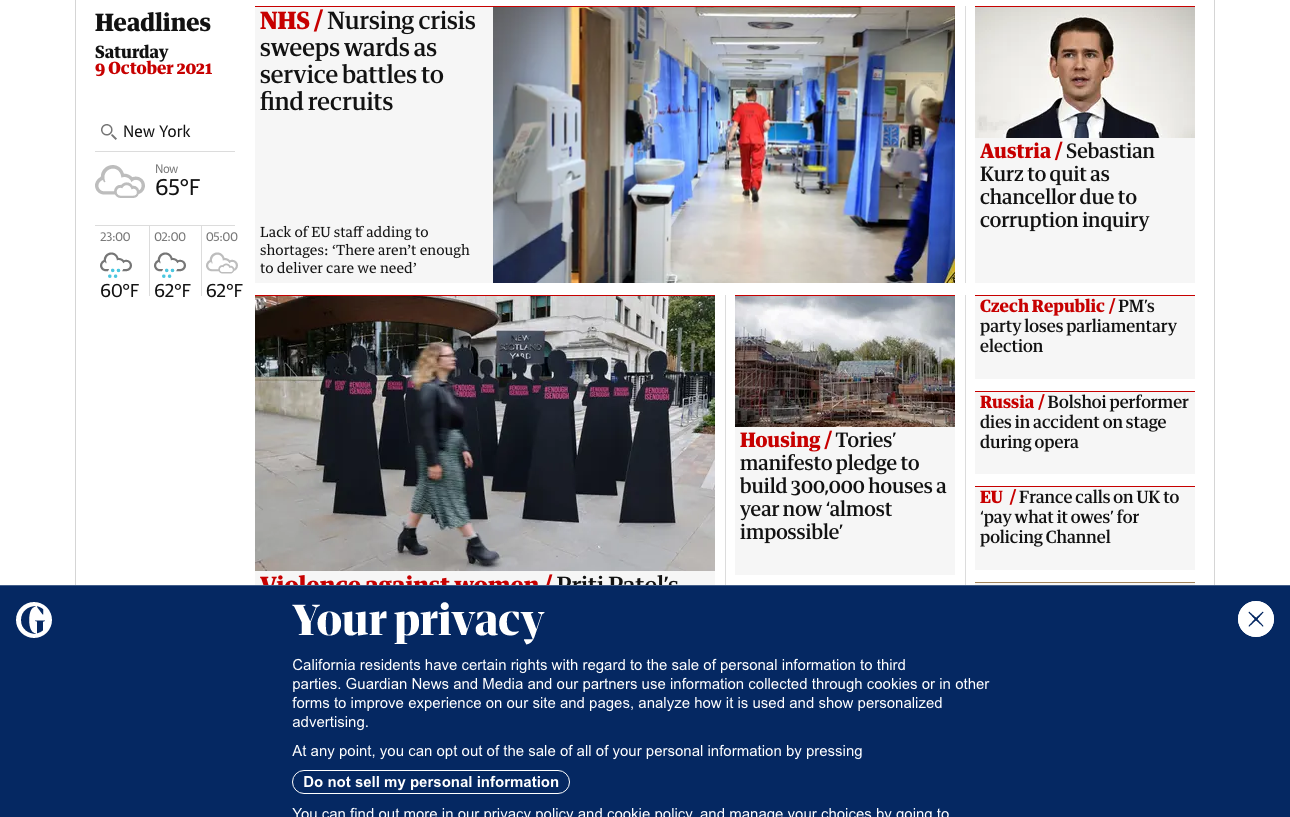 Headlines
Saturday
9 October 2021
New York
Now
65°F
23:00
02:00
05:00
60°F
62°F
62°F
NHS / Nursing crisis
sweeps wards as
service battles to
find recruits
Lack of EU staff adding to
shortages: ‘There aren’t enough
to deliver care we need’
Austria / Sebastian
Kurz to quit as
chancellor due to
corruption inquiry
NEW
SCOTLAND
YARD
#ENOUGH
ISENOUGH
#ENOUGH
ISENOUGH
#ENOUGH
ISENOUGH
Violence against women / Priti Patel’s
Housing / Tories’
manifesto pledge to
build 300,000 houses a
year now ‘almost
impossible’
Czech Republic / PM’s
party loses parliamentary
election
Russia / Bolshoi performer
dies in accident on stage
during opera
EU / France calls on UK to
‘pay what it owes’ for
policing Channel
Your privacy
California residents have certain rights with regard to the sale of personal information to third
parties. Guardian News and Media and our partners use information collected through cookies or in other
forms to improve experience on our site and pages, analyze how it is used and show personalized
advertising.
At any point, you can opt out of the sale of all of your personal information by pressing
Do not sell my personal information
You can find out more in our privacy policy and cookie policy, and manage your choices by going to